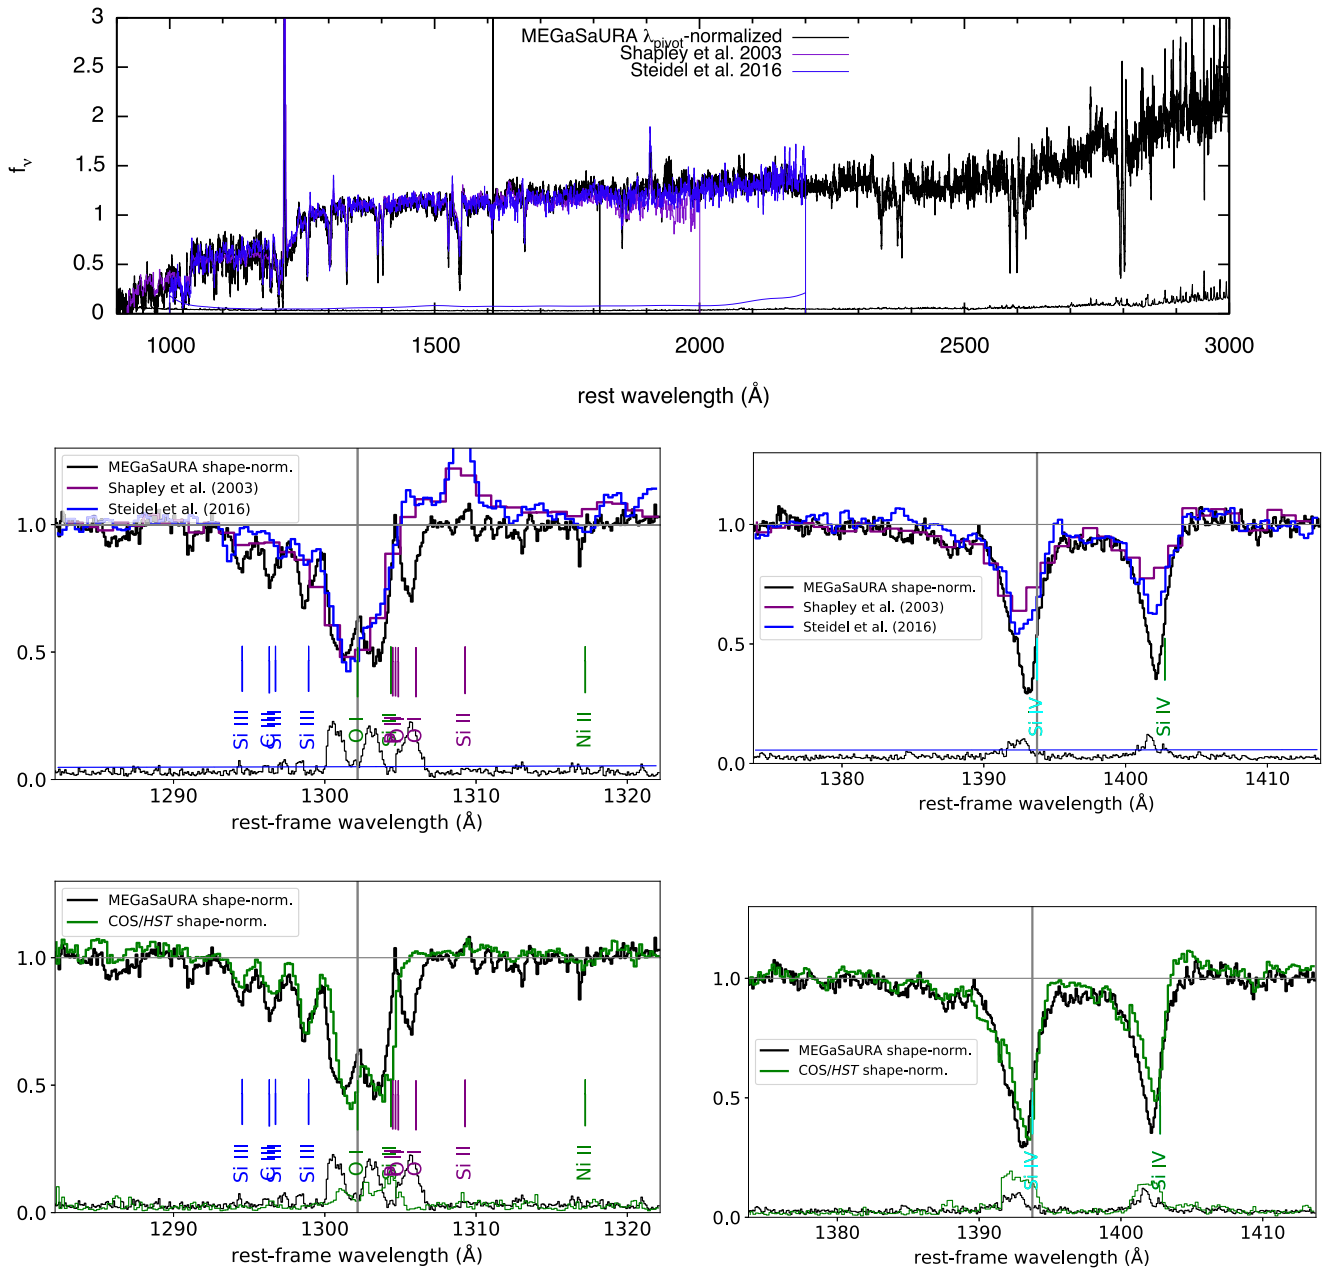 3
2.5
2
1.5
1
0.5
0
f_ν
MEGaSaURA λ_pivot-normalized
Shapley et al. 2003
Steidel et al. 2016
1000 1500 2000 2500 3000
rest wavelength (Å)
MEGaSaURA shape-norm.
Shapley et al. (2003)
Steidel et al. (2016)
1.0
0.5
0.0
Si III
Si III
Si III
O I
O I
Si II
Ni II
1290 1300 1310 1320
rest-frame wavelength (Å)
MEGaSaURA shape-norm.
Shapley et al. (2003)
Steidel et al. (2016)
1.0
0.5
0.0
Si IV
Si IV
1380 1390 1400 1410
rest-frame wavelength (Å)
MEGaSaURA shape-norm.
COS/HST shape-norm.
1.0
0.5
0.0
Si III
Si III
Si III
O I
O I
Si II
Ni II
1290 1300 1310 1320
rest-frame wavelength (Å)
MEGaSaURA shape-norm.
COS/HST shape-norm.
1.0
0.5
0.0
Si IV
Si IV
1380 1390 1400 1410
rest-frame wavelength (Å)